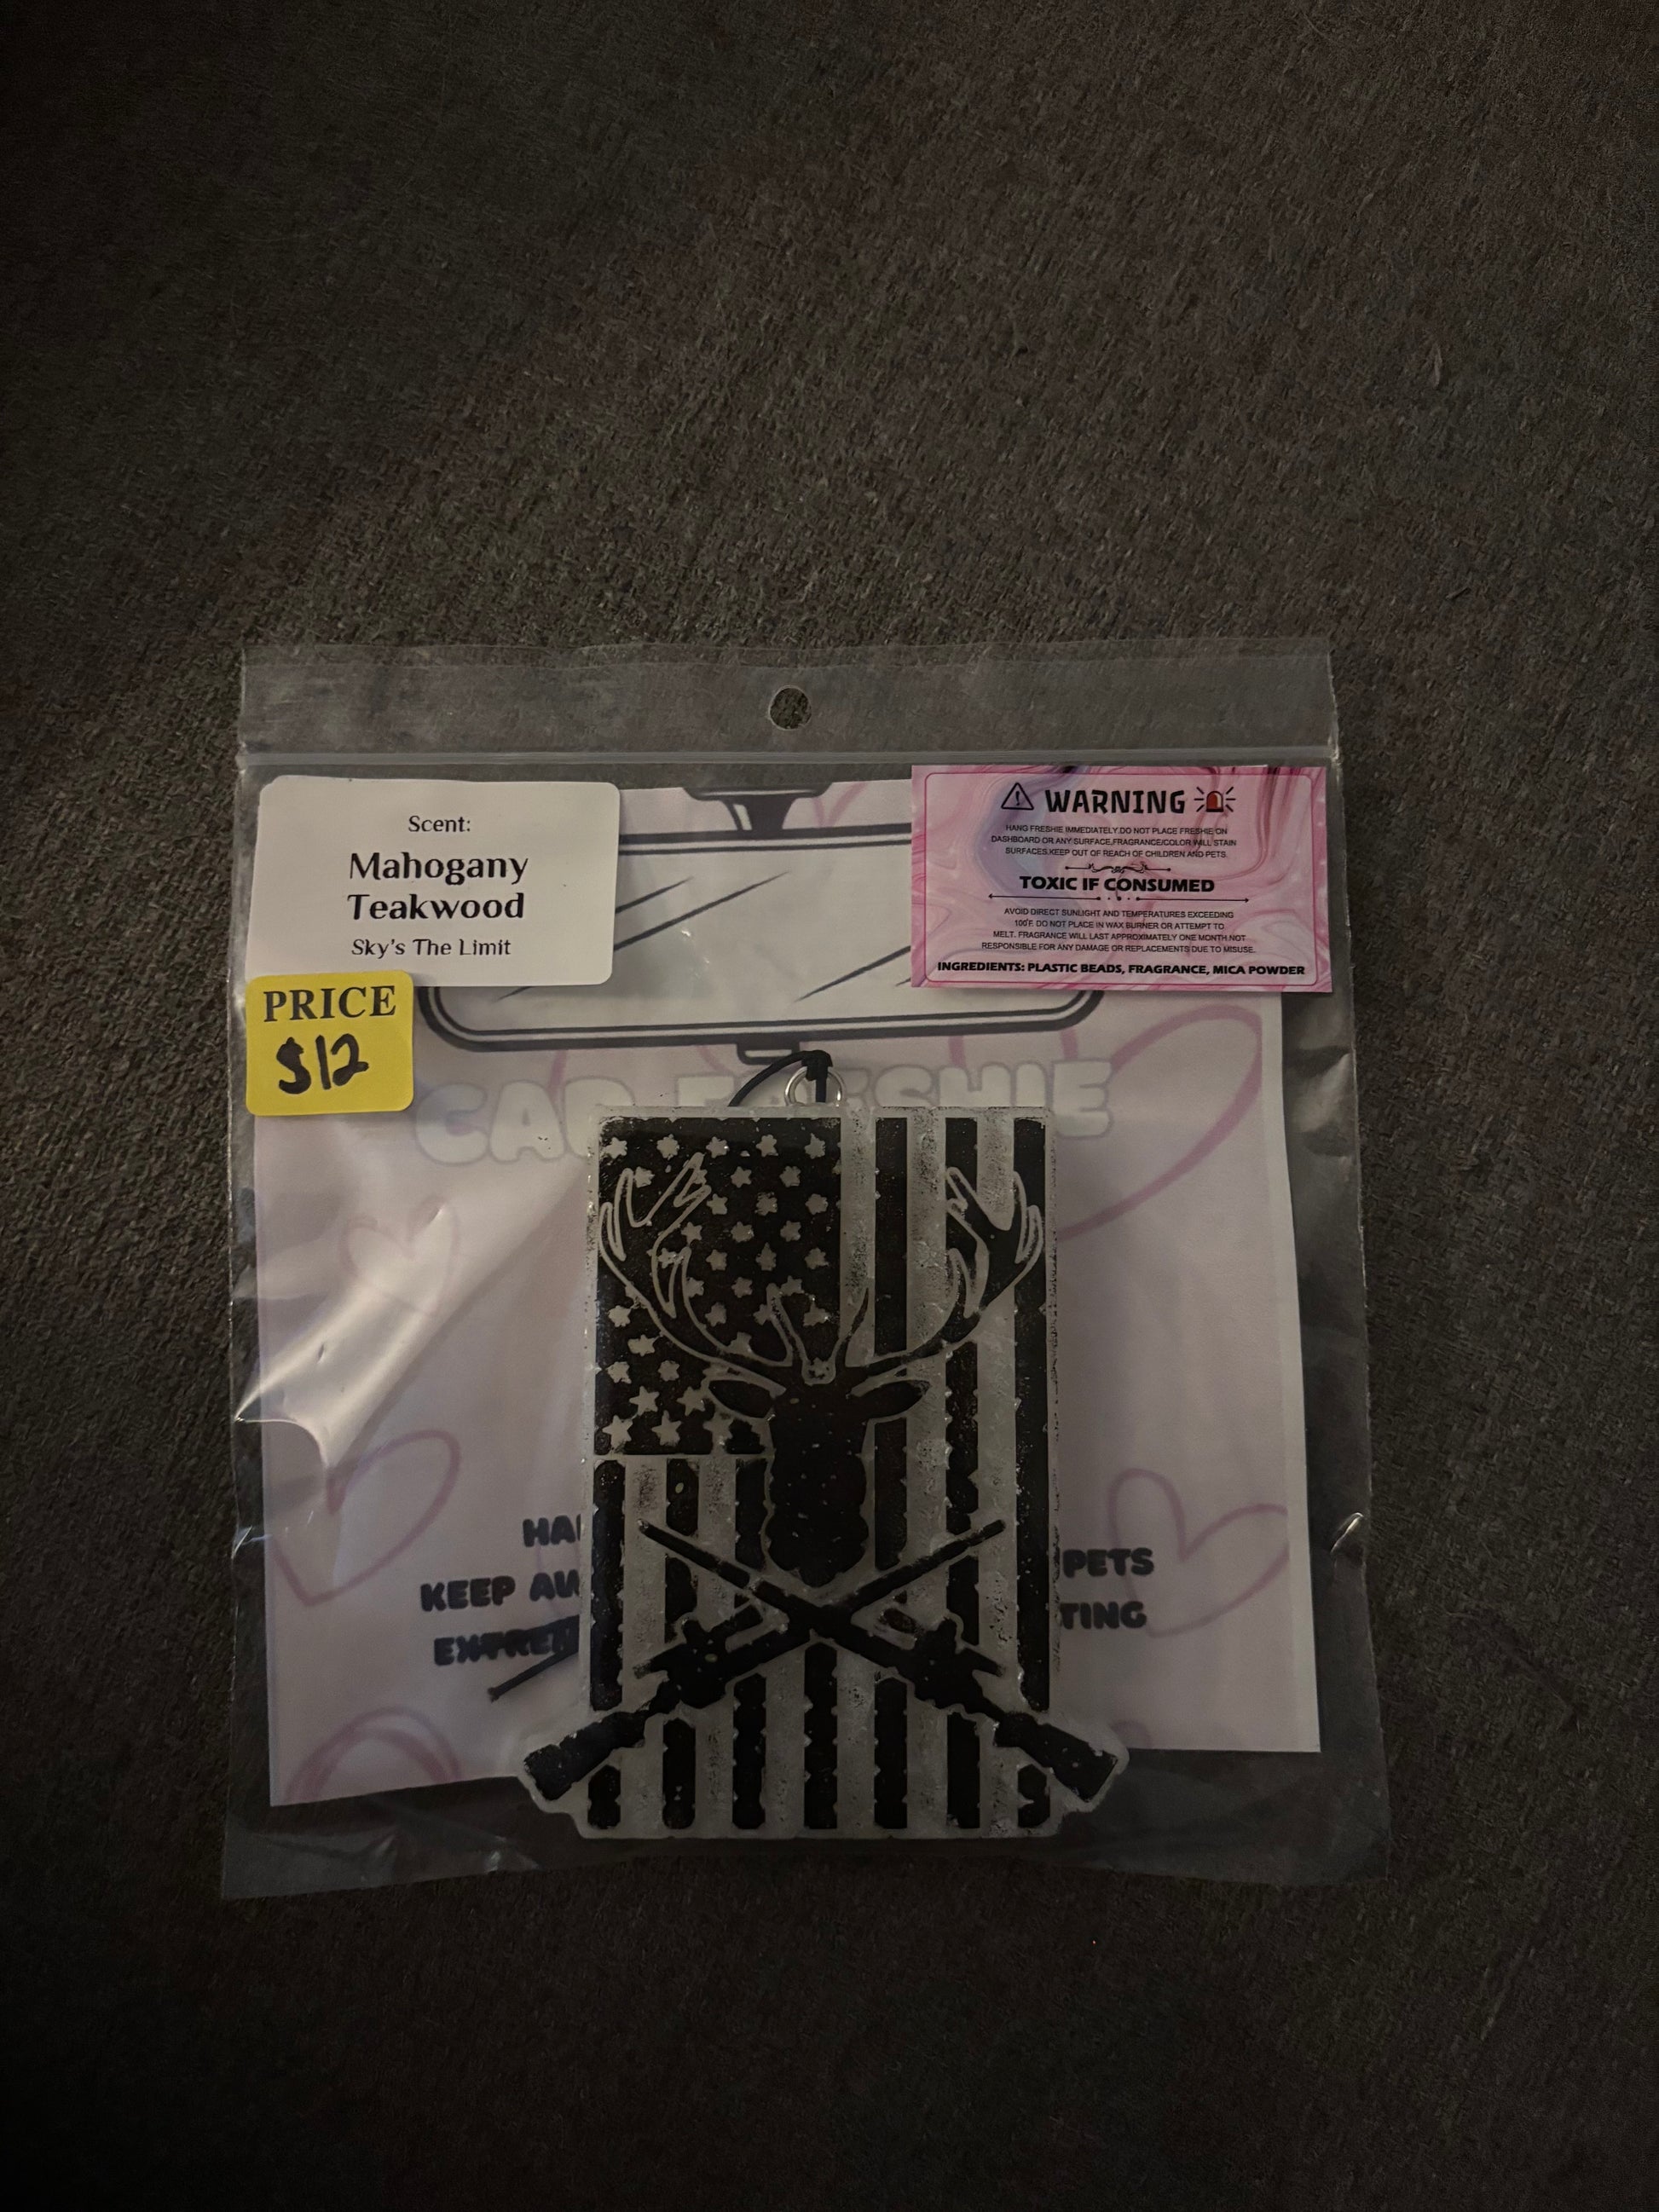 Scent:
Mahogany
Teakwood
Sky's The Limit
PRICE
$12
WARNING
HANG FRESHIE IMMEDIATELY.DO NOT PLACE FRESHIE ON
DASHBOARD OR ANY SURFACE,FRAGRANCE/COLOR WILL STAIN
SURFACES.KEEP OUT OF REACH OF CHILDREN AND PETS.
TOXIC IF CONSUMED
AVOID DIRECT SUNLIGHT AND TEMPERATURES EXCEEDING
100°F. DO NOT PLACE IN WAX BURNER OR ATTEMPT TO
MELT. FRAGRANCE WILL LAST APPROXIMATELY ONE MONTH.NOT
RESPONSIBLE FOR ANY DAMAGE OR REPLACEMENTS DUE TO MISUSE.
INGREDIENTS: PLASTIC BEADS, FRAGRANCE, MICA POWDER
CAR FRESHIE
KEEP PETS